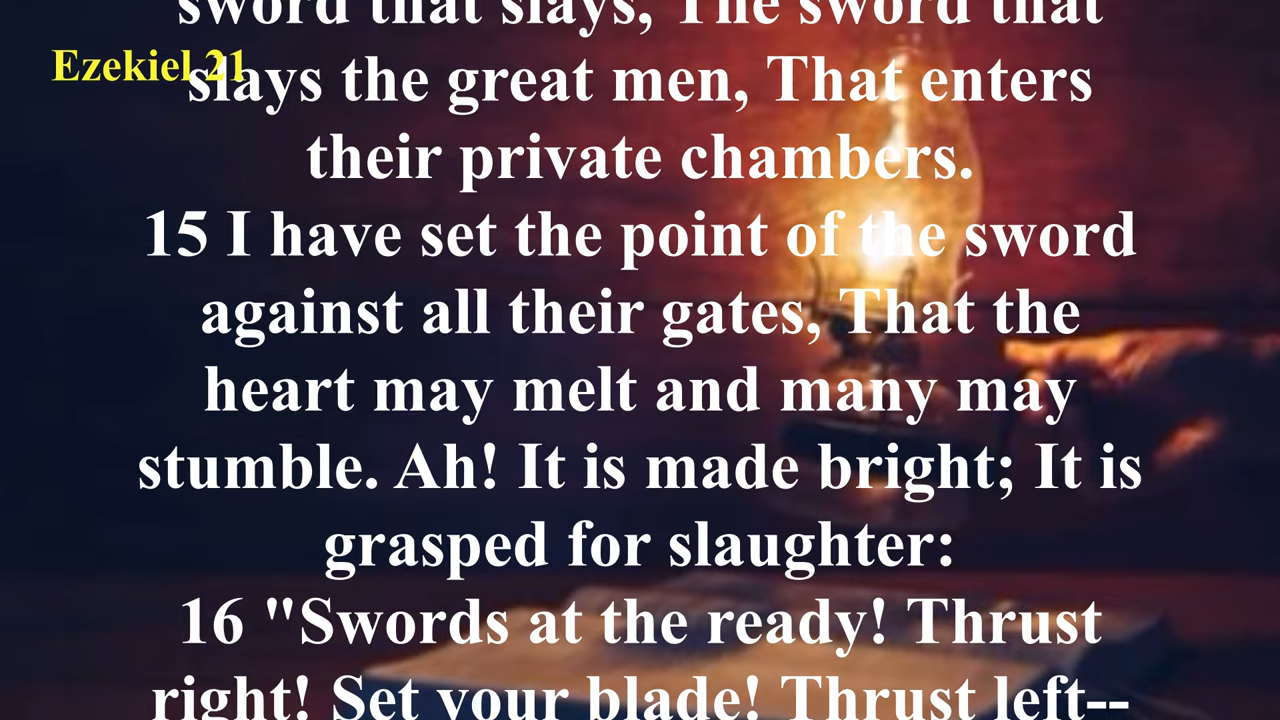 sword that slays, The sword that
Ezekiel 21
slays the great men, That enters
their private chambers.
15 I have set the point of the sword
against all their gates, That the
heart may melt and many may
stumble. Ah! It is made bright; It is
grasped for slaughter:
16 "Swords at the ready! Thrust
right! Set your blade! Thrust left--